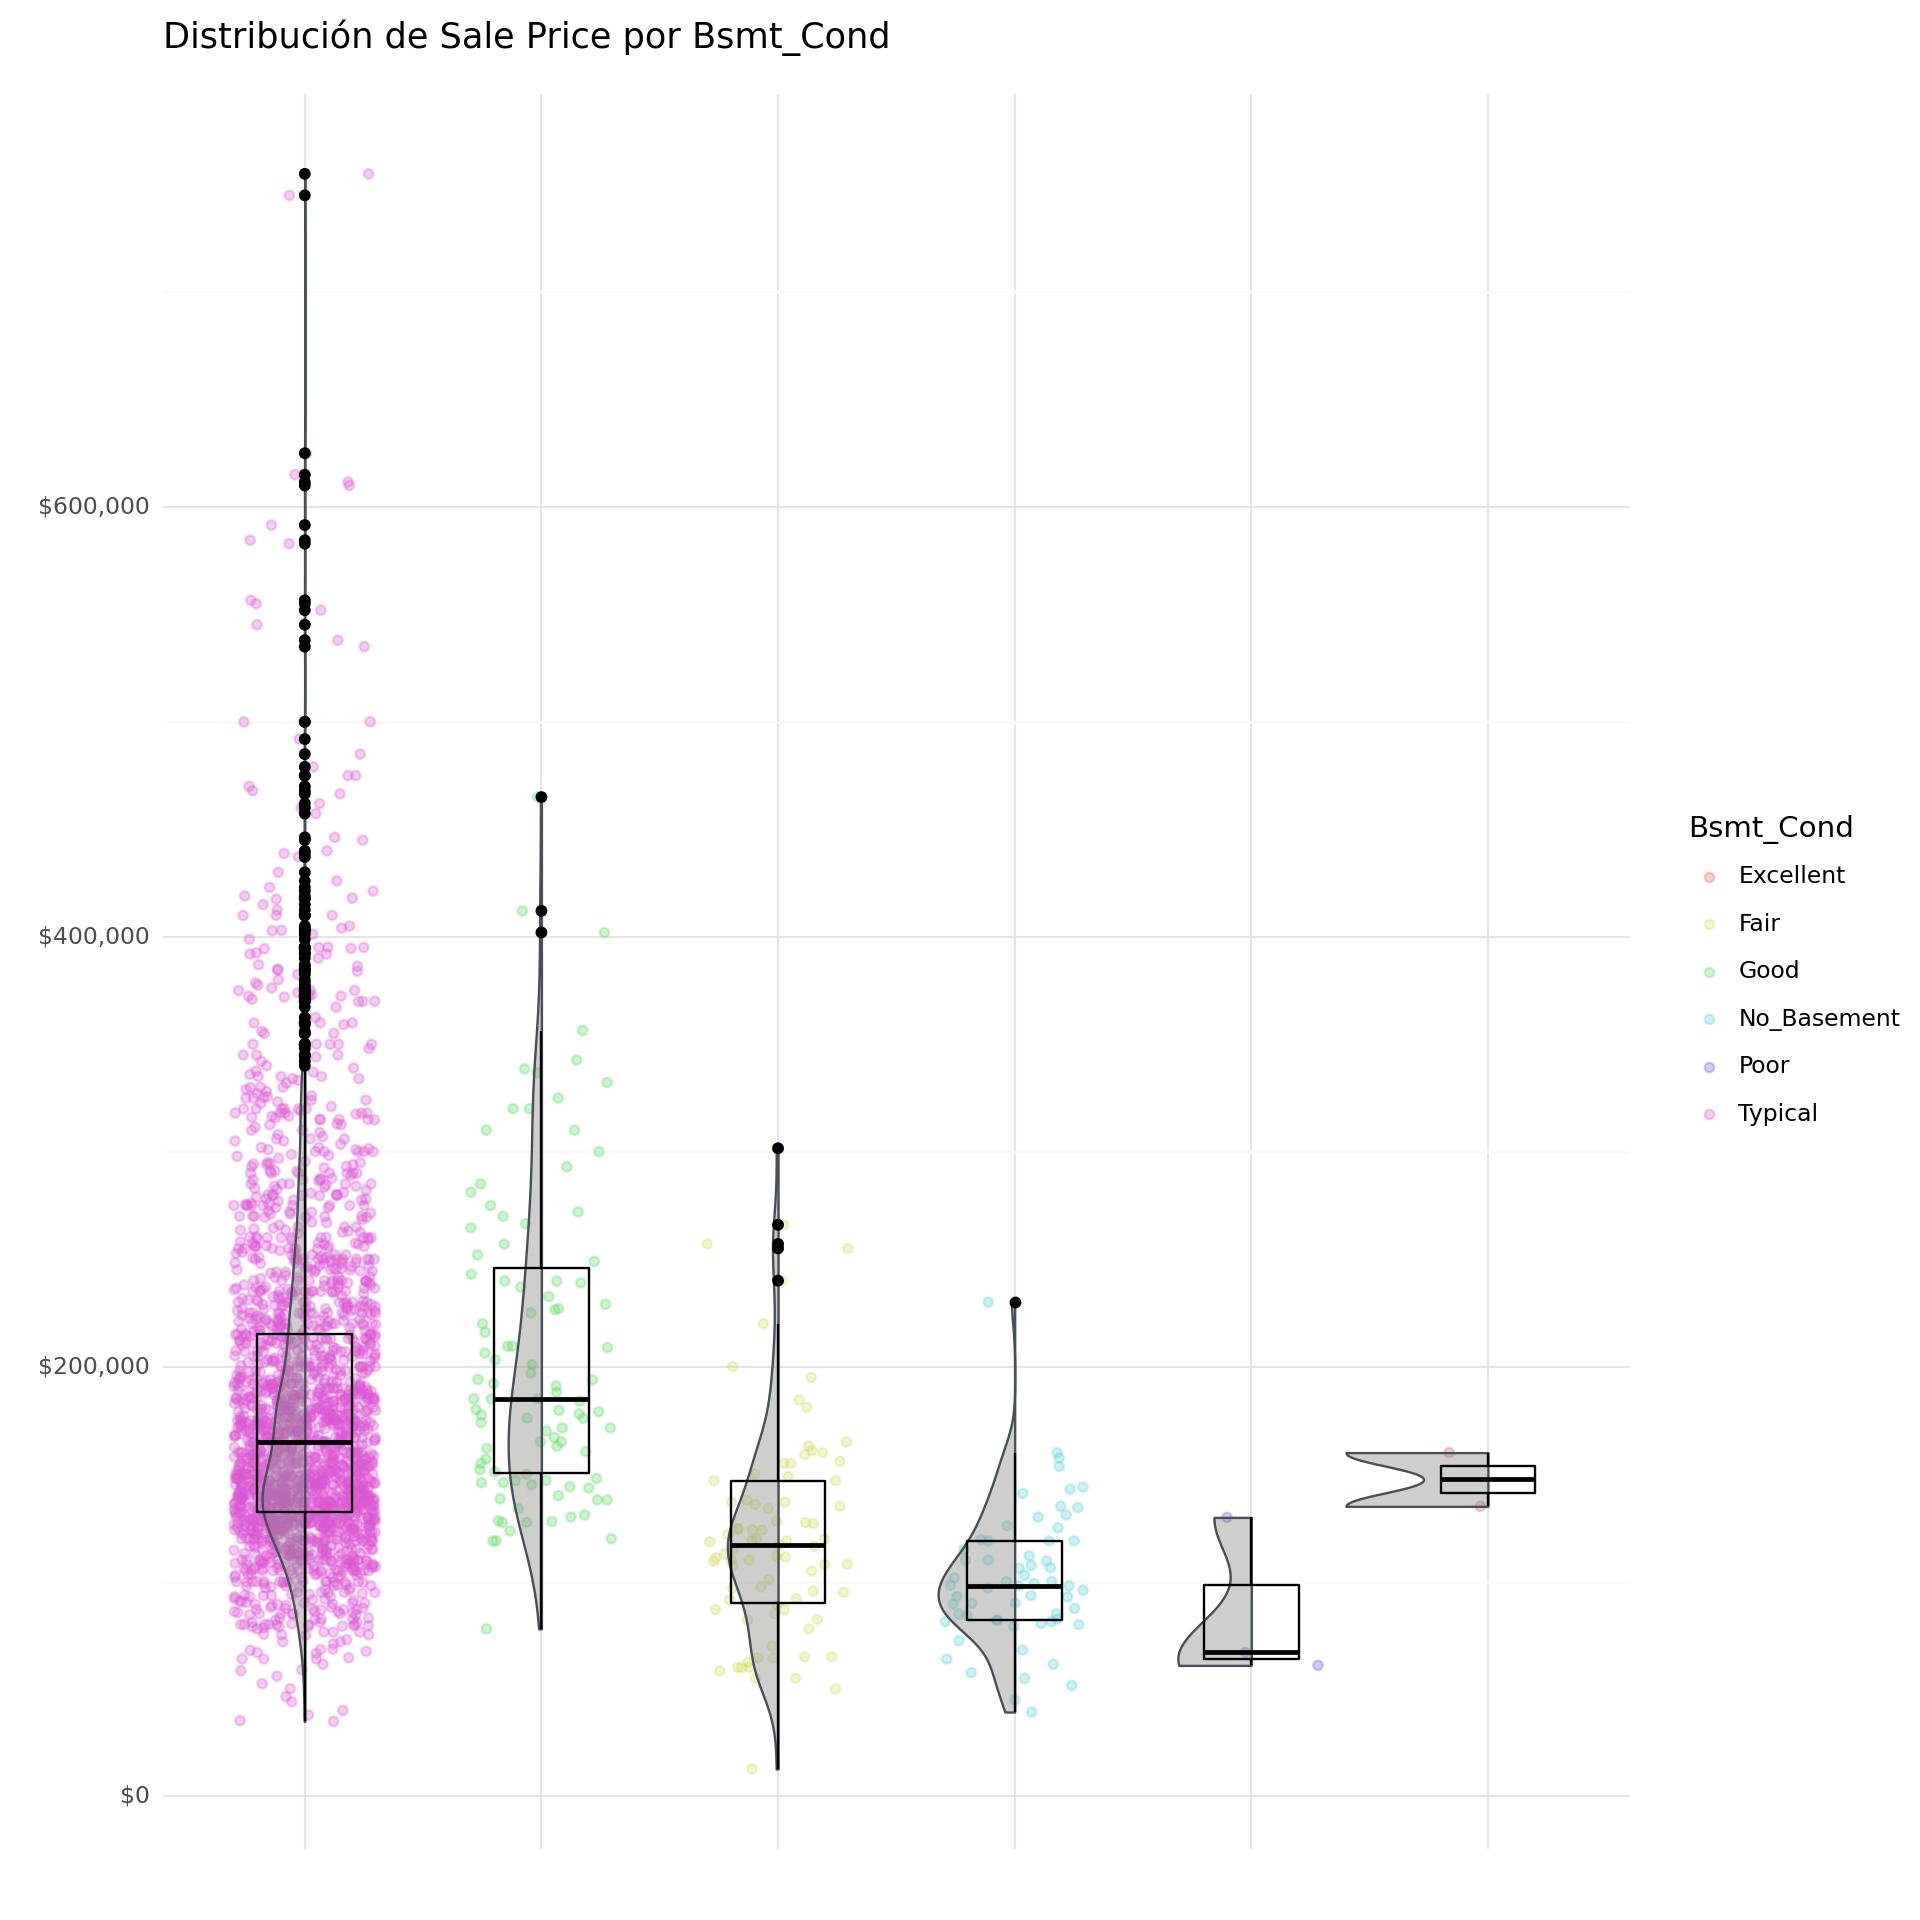 Distribución de Sale Price por Bsmt_Cond
$600,000
$400,000
$200,000
$0
Bsmt_Cond
Excellent
Fair
Good
No_Basement
Poor
Typical